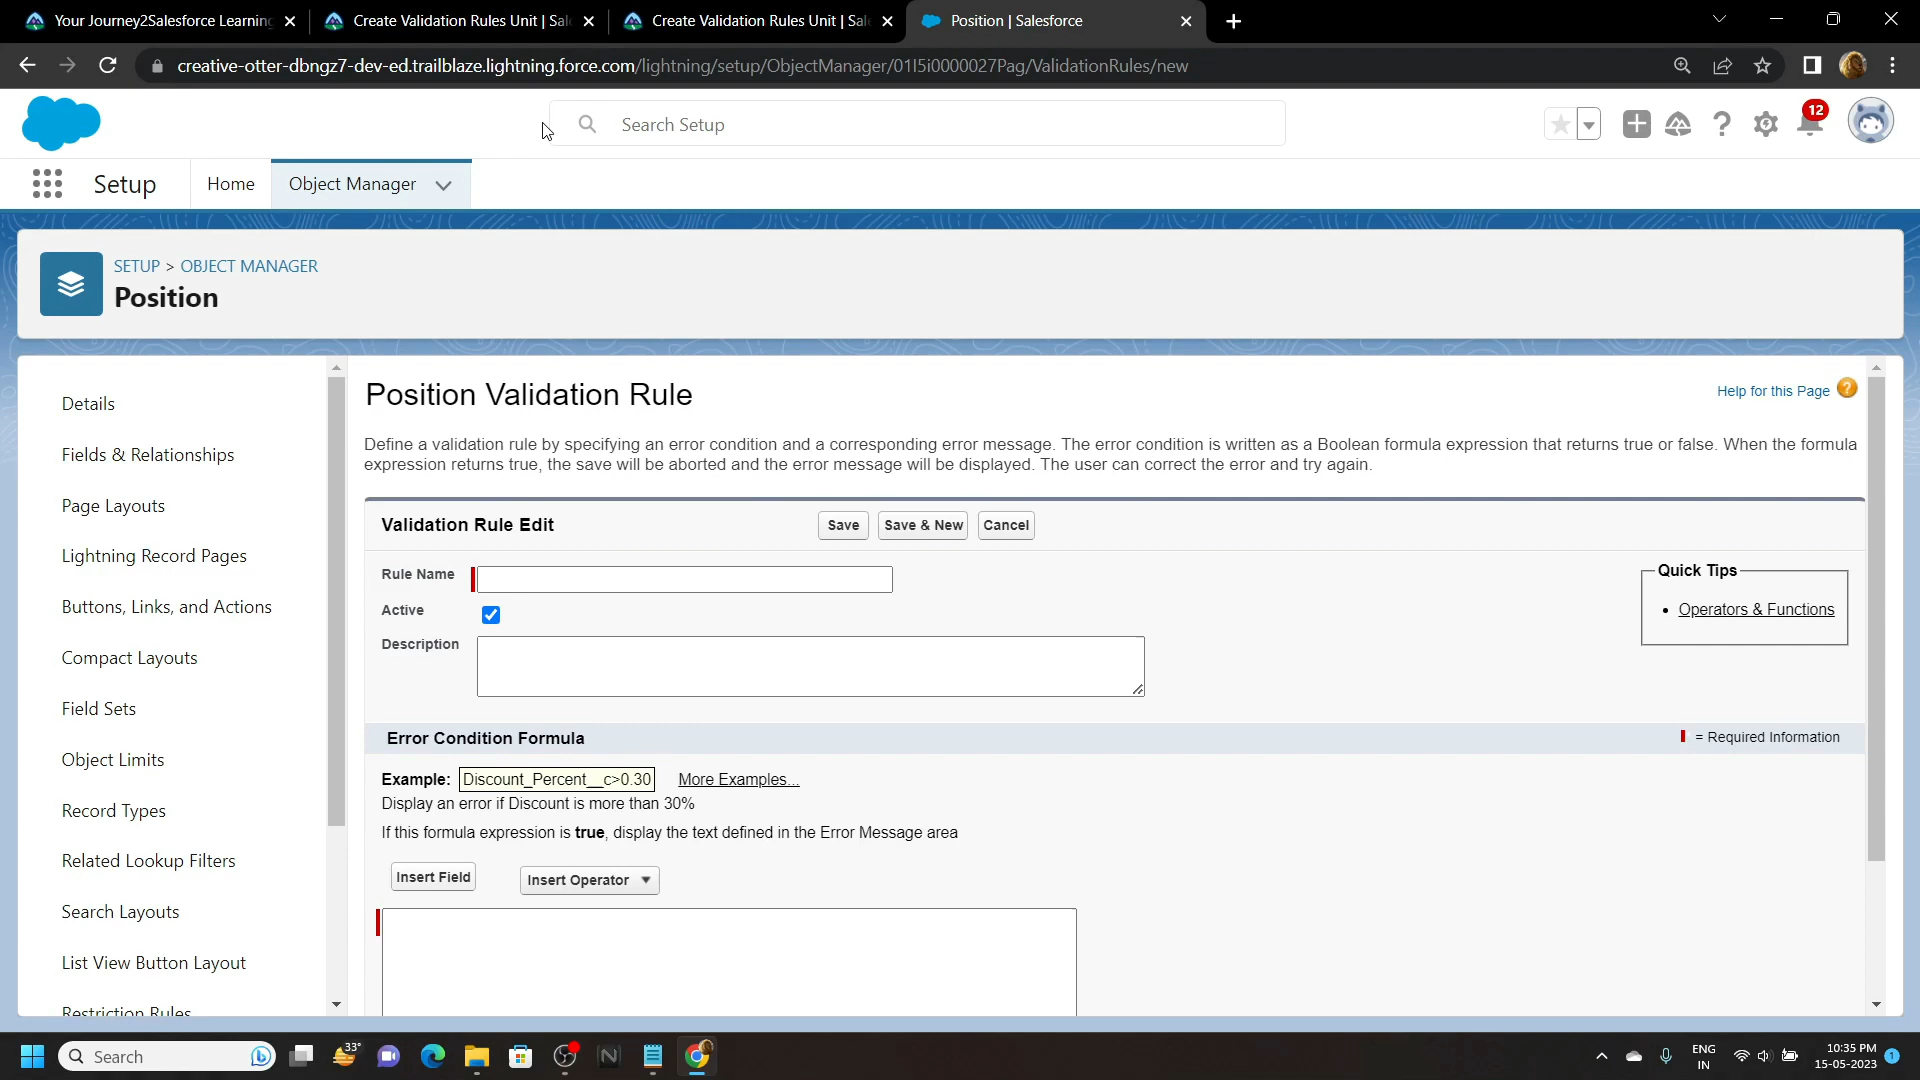 Your Journey2Salesforce Learning
Create Validation Rules Unit | Sal
Create Validation Rules Unit | Sal
Position | Salesforce
creative-otter-dbngz7-dev-ed.trailblaze.lightning.force.com/lightning/setup/ObjectManager/01I5i0000027Pag/ValidationRules/new
Search Setup
12
Setup
Home
Object Manager
SETUP > OBJECT MANAGER
Position
Details
Fields & Relationships
Page Layouts
Lightning Record Pages
Buttons, Links, and Actions
Compact Layouts
Field Sets
Object Limits
Record Types
Related Lookup Filters
Search Layouts
List View Button Layout
Restriction Rules
Position Validation Rule
Help for this Page
Define a validation rule by specifying an error condition and a corresponding error message. The error condition is written as a Boolean formula expression that returns true or false. When the formula
expression returns true, the save will be aborted and the error message will be displayed. The user can correct the error and try again.
Validation Rule Edit
Save
Save & New
Cancel
Rule Name
Active
Description
Quick Tips
• Operators & Functions
Error Condition Formula
= Required Information
Example: Discount_Percent__c>0.30 More Examples...
Display an error if Discount is more than 30%
If this formula expression is true, display the text defined in the Error Message area
Insert Field
Insert Operator
Search
33°
ENG
IN
10:35 PM
15-05-2023
1